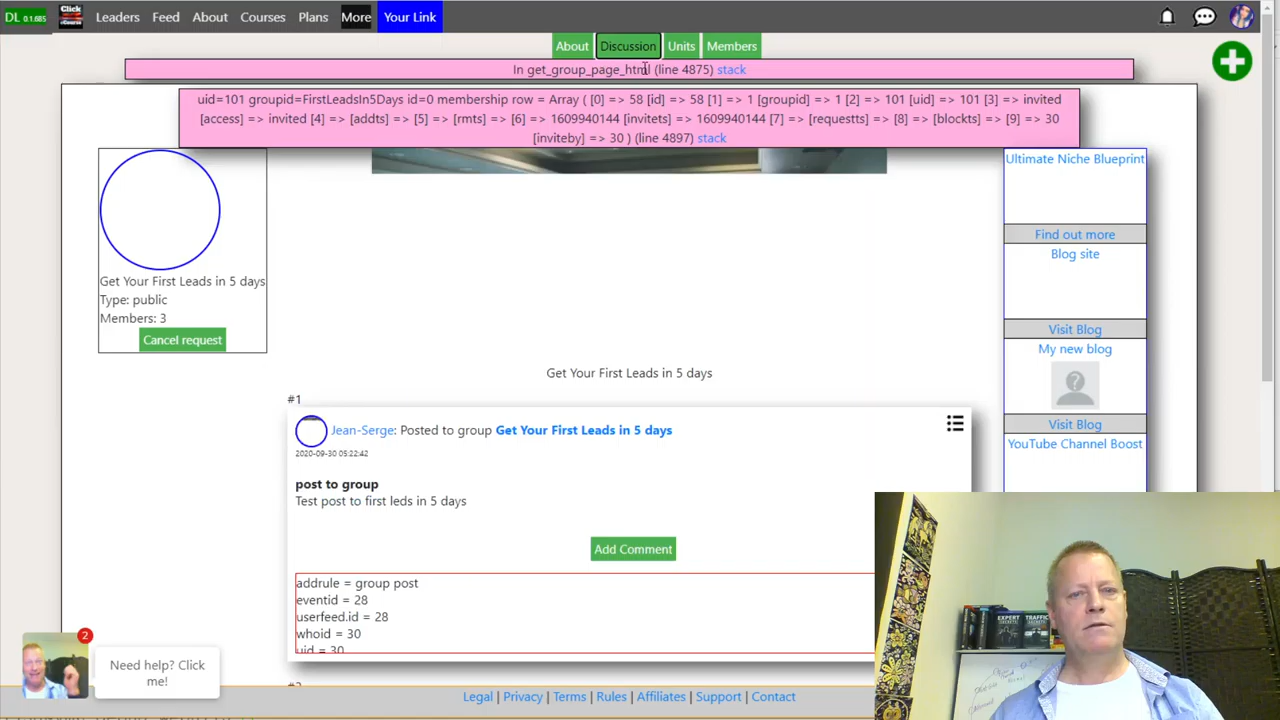 DL 0.1.685 Click eCourse Leaders Feed About Courses Plans More Your Link
About Discussion Units Members
In get_group_page_html (line 4875) stack
uid=101 groupid=FirstLeadsIn5Days id=0 membership row = Array ( [0] => 58 [id] => 58 [1] => 1 [groupid] => 1 [2] => 101 [uid] => 101 [3] => invited
[access] => invited [4] => [addts] => [5] => [rmts] => [6] => 1609940144 [invitets] => 1609940144 [7] => [requestts] => [8] => [blockts] => [9] => 30
[inviteby] => 30 ) (line 4897) stack
Get Your First Leads in 5 days
Type: public
Members: 3
Cancel request
Get Your First Leads in 5 days
#1
Jean-Serge: Posted to group Get Your First Leads in 5 days
2020-09-30 05:22:42
post to group
Test post to first leds in 5 days
Add Comment
addrule = group post
eventid = 28
userfeed.id = 28
whoid = 30
uid = 30
Ultimate Niche Blueprint
Find out more
Blog site
Visit Blog
My new blog
Visit Blog
YouTube Channel Boost
EXPERT SECRETS
TRAFFIC
2
Need help? Click
me!
Legal | Privacy | Terms | Rules | Affiliates | Support | Contact